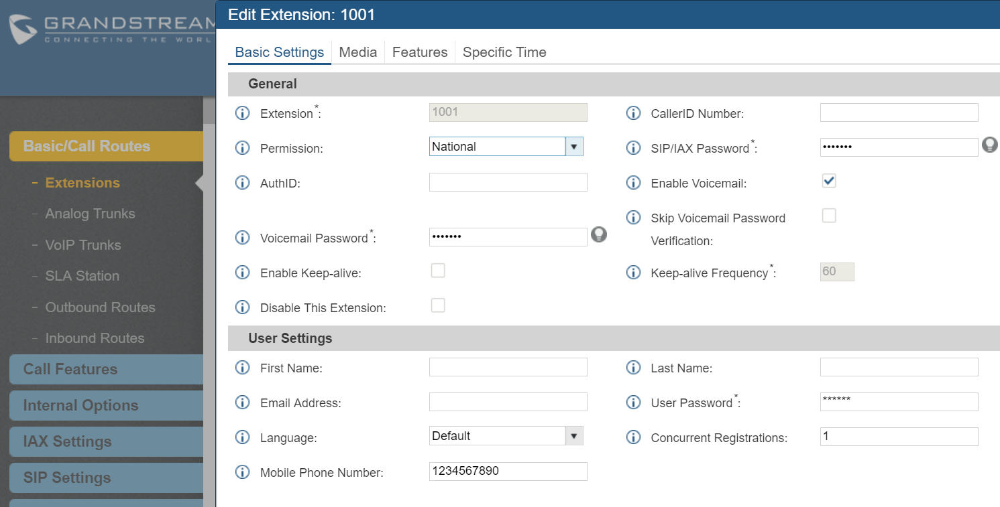 GRANDSTREAM
CONNECTING THE WORL
Edit Extension: 1001
Basic Settings Media Features Specific Time
General
Extension*: 1001 CallerID Number:
Permission: National SIP/IAX Password*: •••••••
AuthID: Enable Voicemail:
Skip Voicemail Password
Verification:
Voicemail Password*: •••••••
Enable Keep-alive: Keep-alive Frequency*: 60
Disable This Extension:
User Settings
First Name: Last Name:
Email Address: User Password*: ******
Language: Default Concurrent Registrations: 1
Mobile Phone Number: 1234567890
Basic/Call Routes
- Extensions
- Analog Trunks
- VoIP Trunks
- SLA Station
- Outbound Routes
- Inbound Routes
Call Features
Internal Options
IAX Settings
SIP Settings